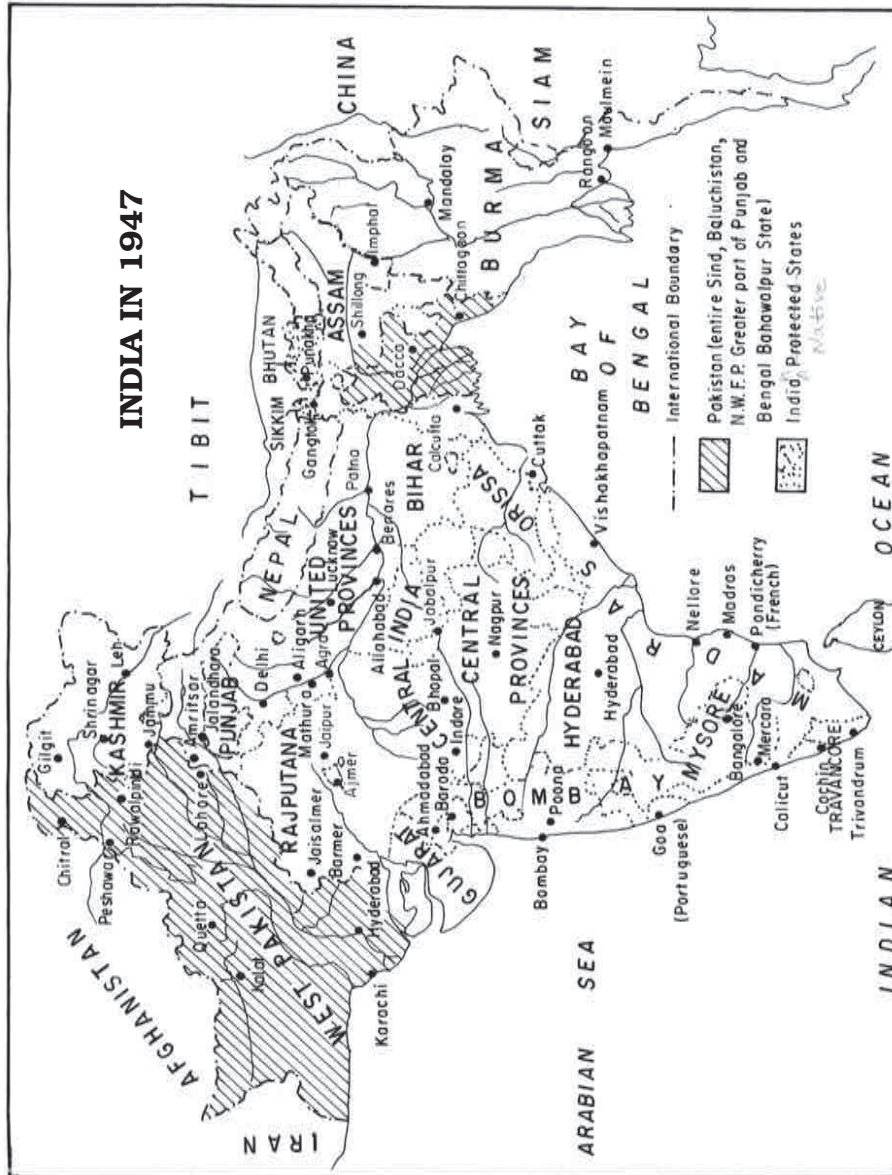 INDIA IN 1947
TIBIT
CHINA
AFGHANISTAN
IRAN
Gilgit
Chitral
Shrinagar
Leh
KASHMIR
Peshawar
Rawalpindi
Jammu
Amritsar
Jalandhara
Lahore
PUNJAB
Quetta
Kalat
WEST PAKISTAN
Delhi
Aligarh
Mathura
Agra
RAJPUTANA
Jaisalmer
Jaipur
Ajmer
Barmer
Hyderabad
Karachi
NEPAL
Lucknow
UNITED
PROVINCES
Allahabad
Benares
Patna
SIKKIM
BHUTAN
Gangtok
Punakha
ASSAM
Shillong
Imphal
Dacca
Chittagaon
Mandalay
BURMA
SIAM
Rangoon
Maulmein
BIHAR
Calcutta
CENTRAL INDIA
Bhopal
Jabalpur
Indore
Ahmadabad
Baroda
GUJARAT
CENTRAL
Nagpur
PROVINCES
ORISSA
Cuttak
Vishakhapatnam
HYDERABAD
Hyderabad
BOMBAY
Bombay
Poona
Goa
(Portuguese)
MYSORE
Bangalore
Mercara
MADRAS
Nellore
Madras
Pondicherry
(French)
Calicut
Cochin
TRAVANCORE
Trivandrum
CEYLON
ARABIAN SEA
BAY
OF
BENGAL
INDIAN OCEAN
International Boundary
Pakistan (entire Sind, Baluchistan,
N.W.F.P. Greater part of Punjab and
Bengal Bahawalpur State)
India, Protected States
Native